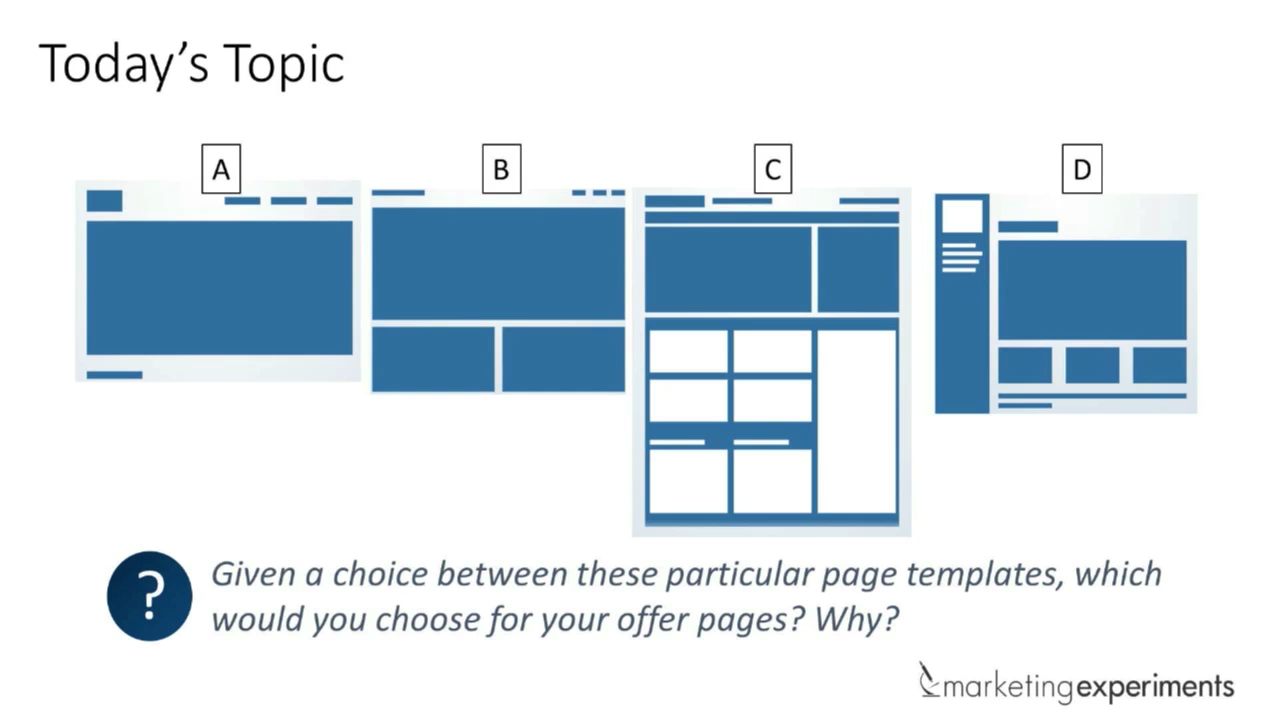 Today’s Topic
A
B
C
D
?
Given a choice between these particular page templates, which
would you choose for your offer pages? Why?
marketingexperiments